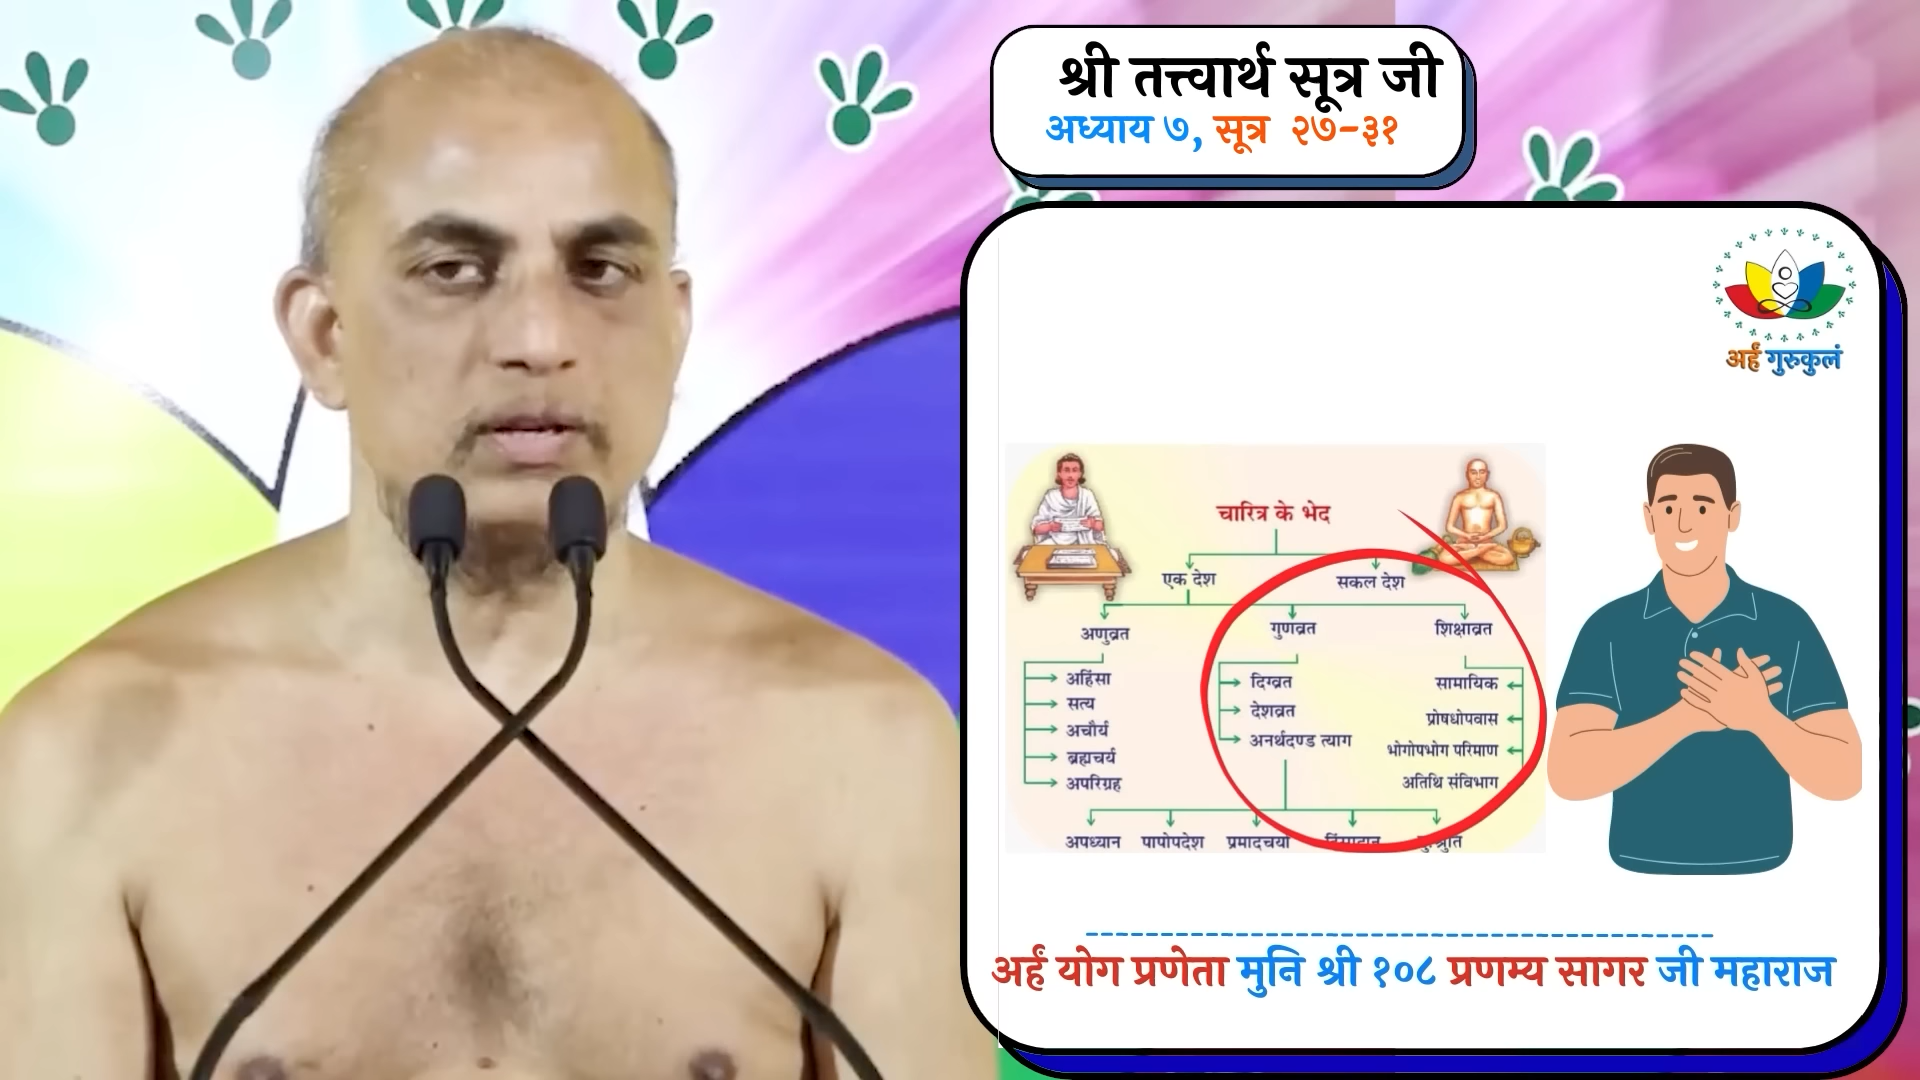 श्री तत्त्वार्थ सूत्र जी
अध्याय ७, सूत्र २७-३१
अर्हं गुरुकुलं
चारित्र के भेद
एक देश
सकल देश
अणुव्रत
गुणव्रत
शिक्षाव्रत
अहिंसा
सत्य
अचौर्य
ब्रह्मचर्य
अपरिग्रह
दिग्व्रत
देशव्रत
अनर्थदण्ड त्याग
सामायिक
प्रोषधोपवास
भोगोपभोग परिमाण
अतिथि संविभाग
अपध्यान पापोपदेश प्रमादचर्या
अर्हं योग प्रणेता मुनि श्री १०८ प्रणम्य सागर जी महाराज